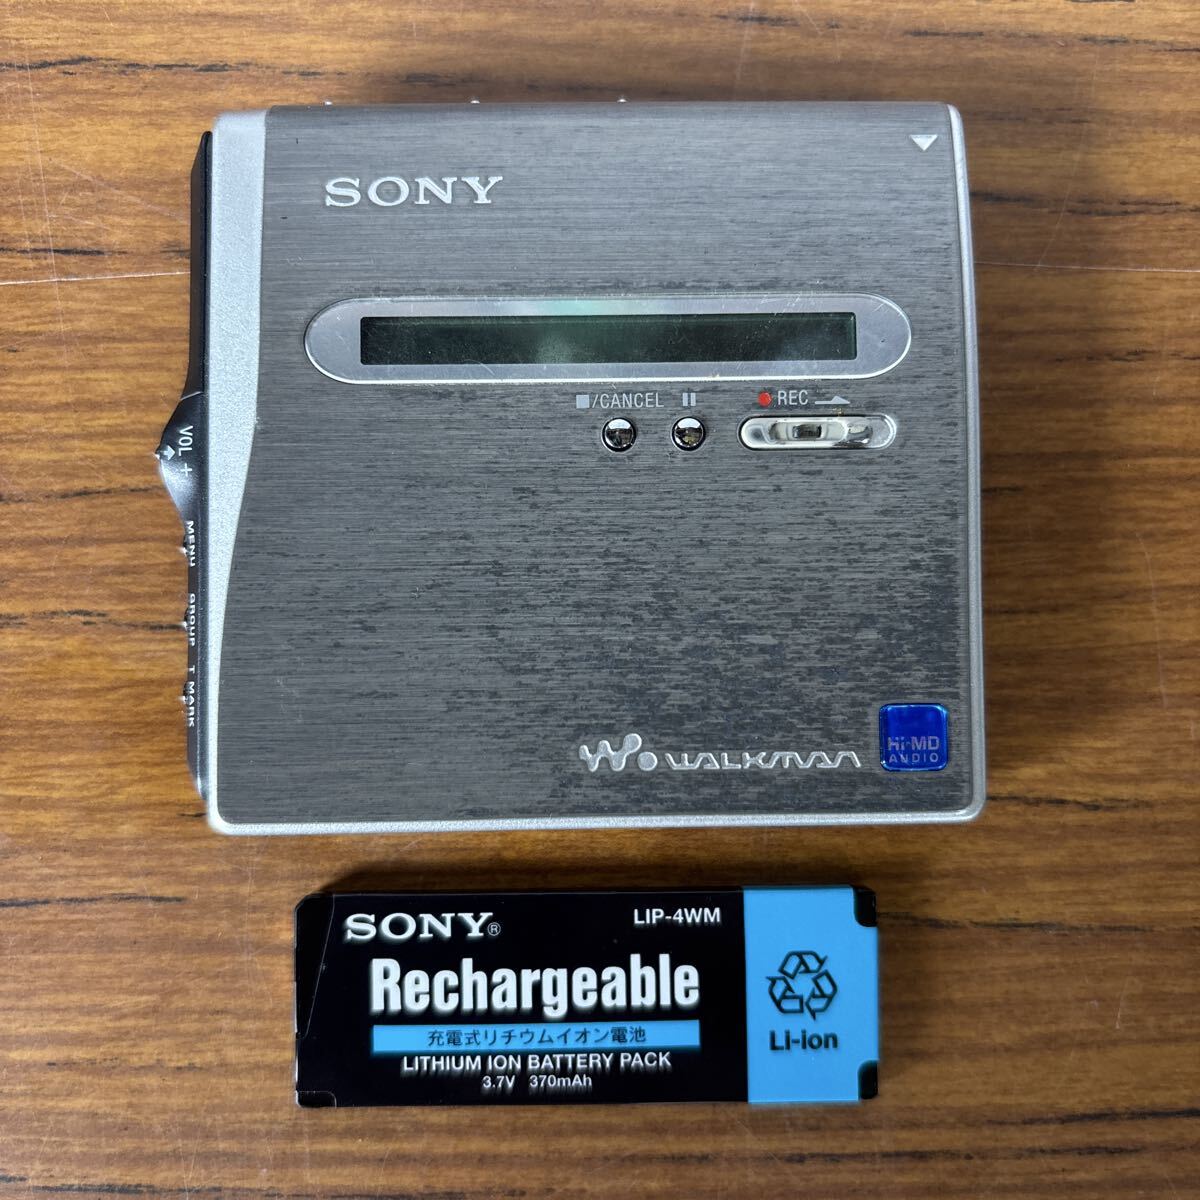 SONY
■/CANCEL ⏸ ● REC
VOL +
MENU
GROUP
T MARK
WALKMAN
Hi-MD
AUDIO
SONY®
LIP-4WM
Rechargeable
充電式リチウムイオン電池
LITHIUM ION BATTERY PACK
3.7V 370mAh
Li-ion